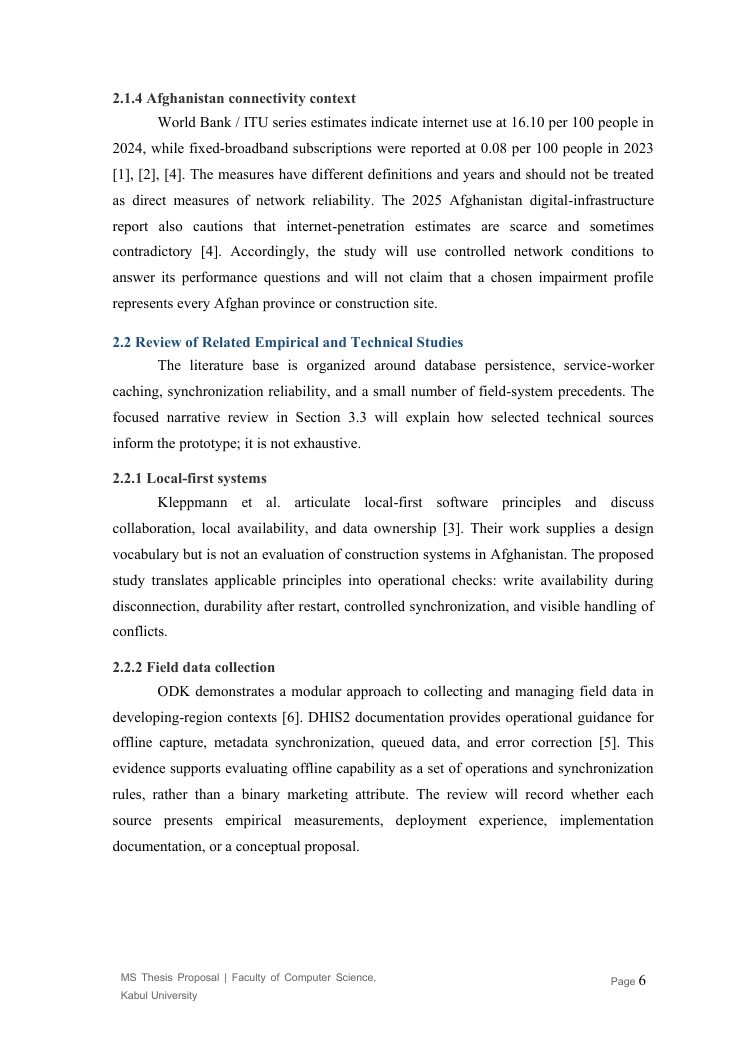 2.1.4 Afghanistan connectivity context
World Bank / ITU series estimates indicate internet use at 16.10 per 100 people in
2024, while fixed-broadband subscriptions were reported at 0.08 per 100 people in 2023
[1], [2], [4]. The measures have different definitions and years and should not be treated
as direct measures of network reliability. The 2025 Afghanistan digital-infrastructure
report also cautions that internet-penetration estimates are scarce and sometimes
contradictory [4]. Accordingly, the study will use controlled network conditions to
answer its performance questions and will not claim that a chosen impairment profile
represents every Afghan province or construction site.
2.2 Review of Related Empirical and Technical Studies
The literature base is organized around database persistence, service-worker
caching, synchronization reliability, and a small number of field-system precedents. The
focused narrative review in Section 3.3 will explain how selected technical sources
inform the prototype; it is not exhaustive.
2.2.1 Local-first systems
Kleppmann et al. articulate local-first software principles and discuss
collaboration, local availability, and data ownership [3]. Their work supplies a design
vocabulary but is not an evaluation of construction systems in Afghanistan. The proposed
study translates applicable principles into operational checks: write availability during
disconnection, durability after restart, controlled synchronization, and visible handling of
conflicts.
2.2.2 Field data collection
ODK demonstrates a modular approach to collecting and managing field data in
developing-region contexts [6]. DHIS2 documentation provides operational guidance for
offline capture, metadata synchronization, queued data, and error correction [5]. This
evidence supports evaluating offline capability as a set of operations and synchronization
rules, rather than a binary marketing attribute. The review will record whether each
source presents empirical measurements, deployment experience, implementation
documentation, or a conceptual proposal.
MS Thesis Proposal | Faculty of Computer Science,
Kabul University
Page 6